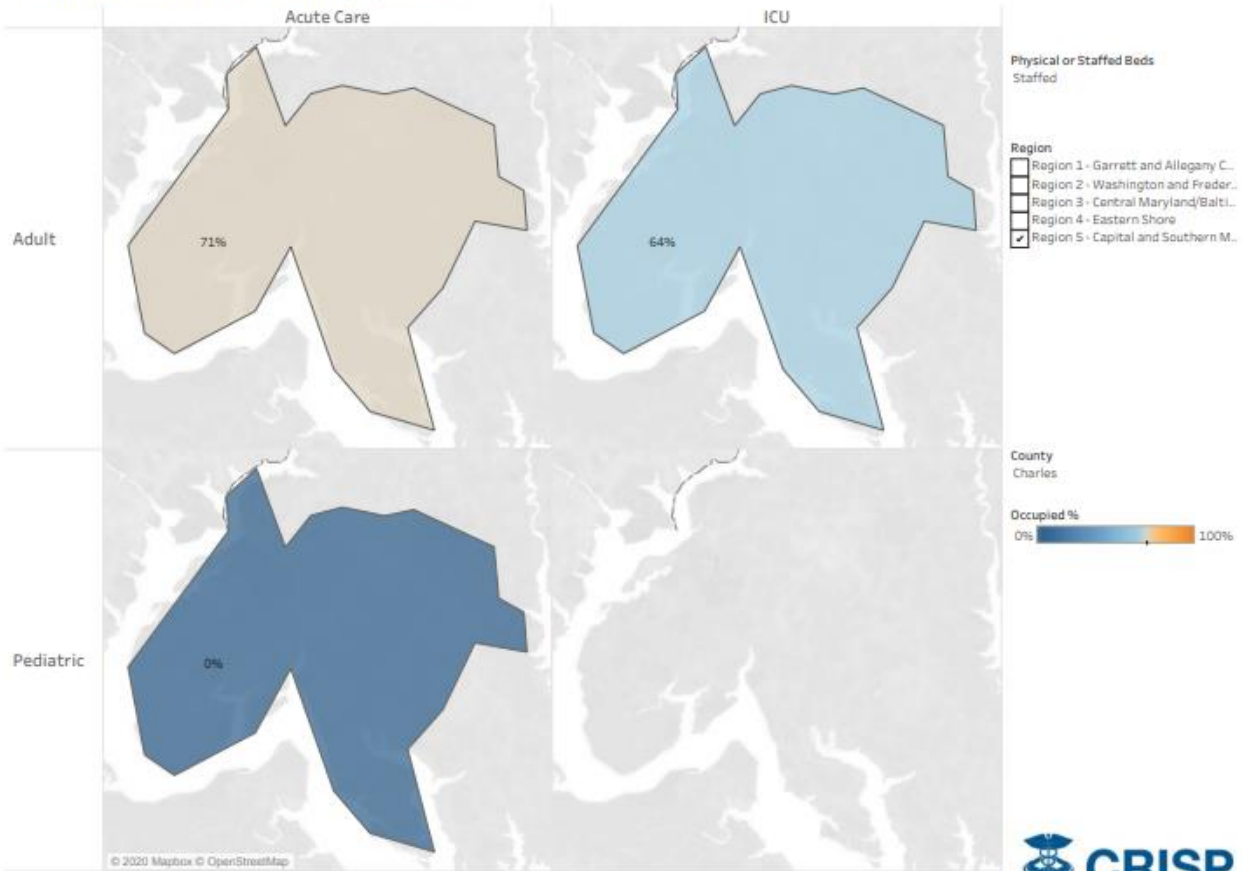 Acute Care
ICU
Physical or Staffed Beds
Staffed
Region
Region 1 - Garrett and Allegany C...
Region 2 - Washington and Freder..
Region 3 - Central Maryland/Balti...
Region 4 - Eastern Shore
Region 5 - Capital and Southern M...
Adult
71%
64%
County
Charles
Occupied %
0%
100%
Pediatric
0%
© 2020 Mapbox © OpenStreetMap
CRISP